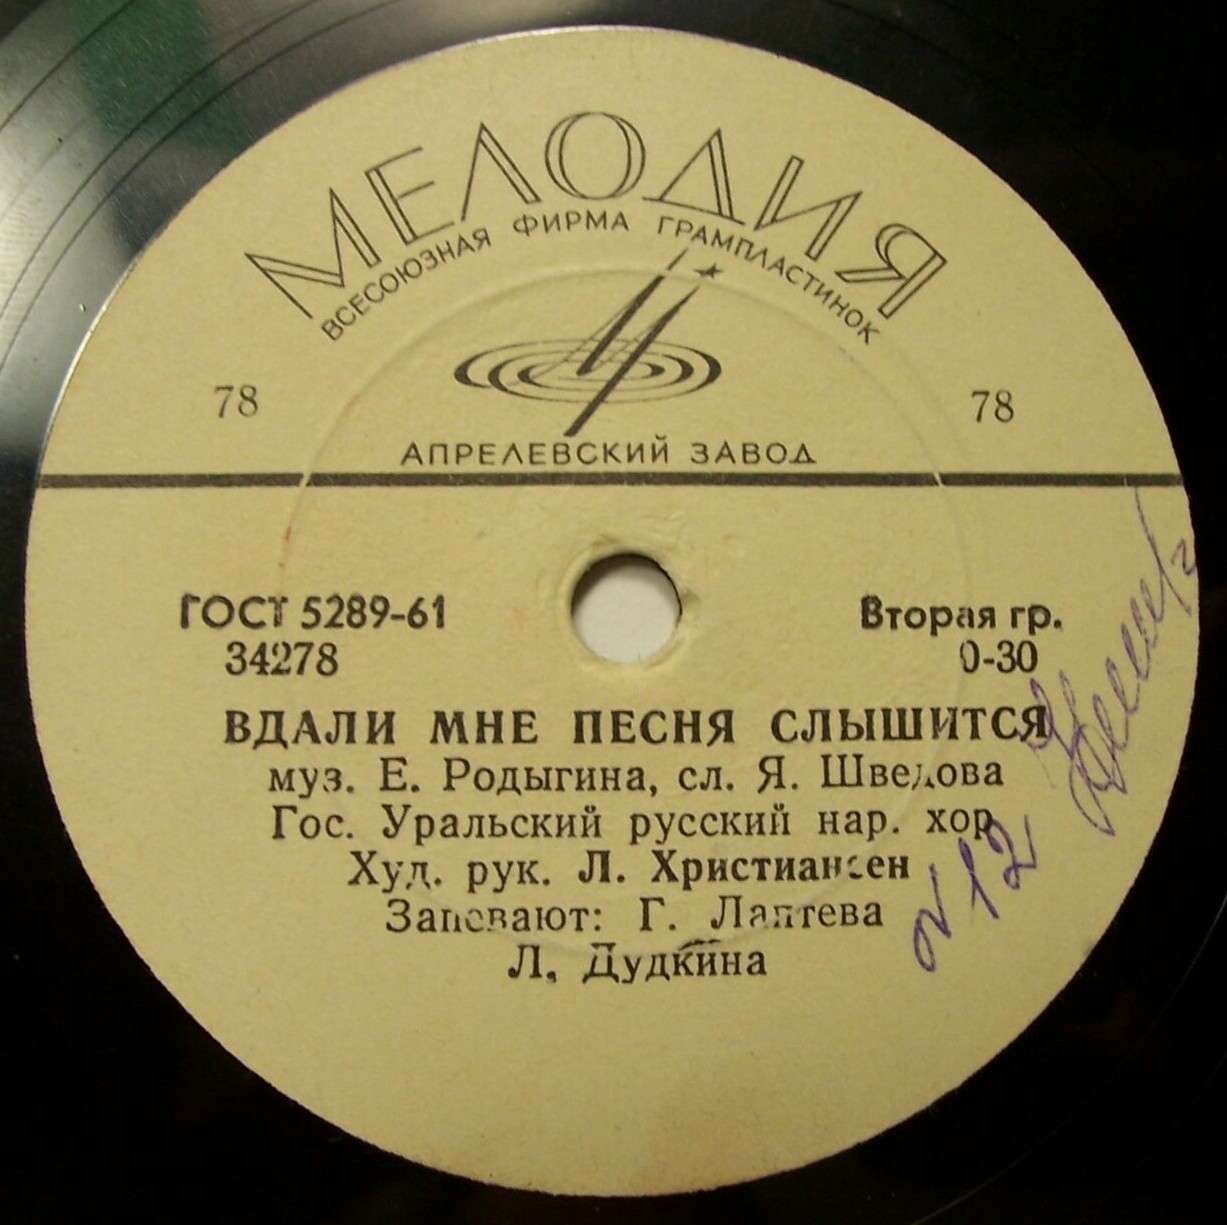 МЕЛОДИЯ
ВСЕСОЮЗНАЯ ФИРМА ГРАМПЛАСТИНОК
78 78
АПРЕЛЕВСКИЙ ЗАВОД
ГОСТ 5289-61 Вторая гр.
34278 0-30
ВДАЛИ МНЕ ПЕСНЯ СЛЫШИТСЯ
муз. Е. Родыгина, сл. Я. Шведова
Гос. Уральский русский нар. хор
Худ. рук. Л. Христиансен
Запевают: Г. Лаптева
Л. Дудкина
N 12